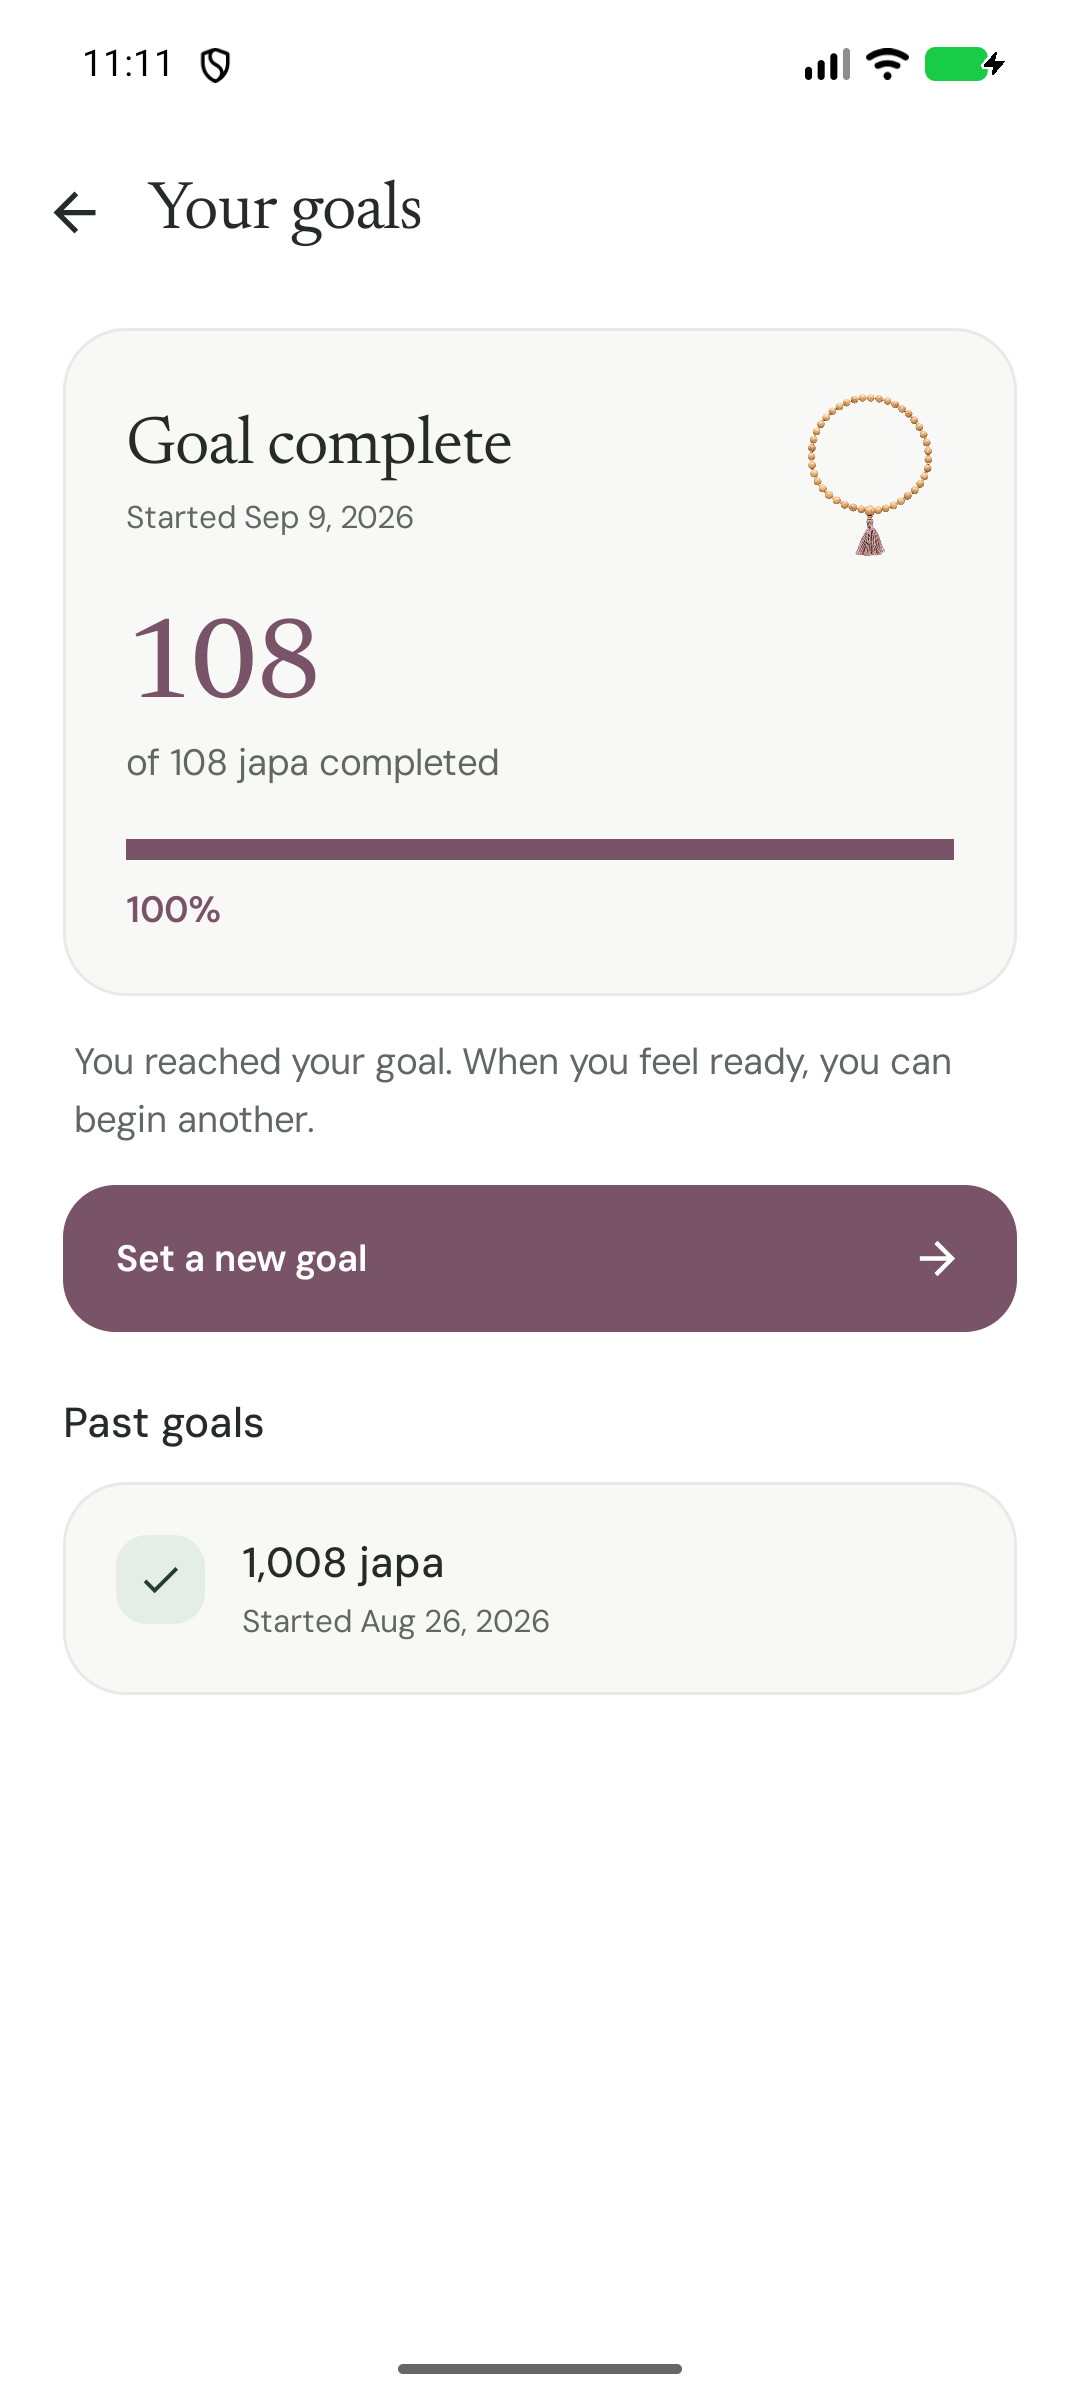 11:11
Your goals
Goal complete
Started Sep 9, 2026
108
of 108 japa completed
100%
You reached your goal. When you feel ready, you can
begin another.
Set a new goal
Past goals
1,008 japa
Started Aug 26, 2026